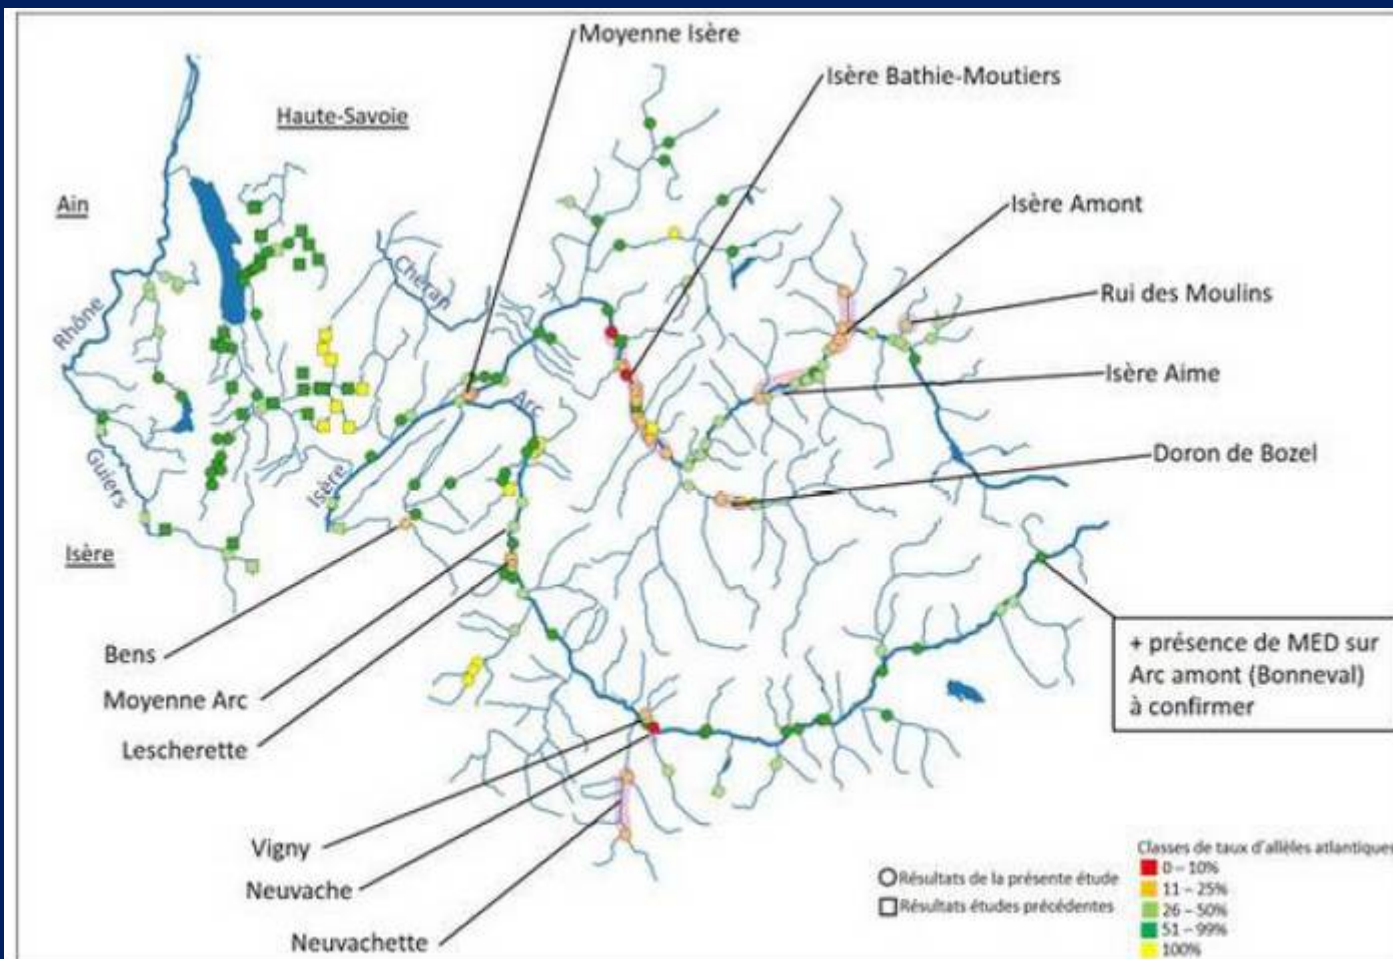 Moyenne Isère
Isère Bathie-Moutiers
Haute-Savoie
Ain
Isère Amont
Chéran
Rhône
Rui des Moulins
Isère Aime
Arc
Doron de Bozel
Guiers
Isère
Isère
Bens
+ présence de MED sur
Arc amont (Bonneval)
à confirmer
Moyenne Arc
Lescherette
Vigny
Neuvache
Neuvachette
Classes de taux d'allèles atlantiques
0 – 10%
11 – 25%
26 – 50%
51 – 99%
100%
Résultats de la présente étude
Résultats études précédentes